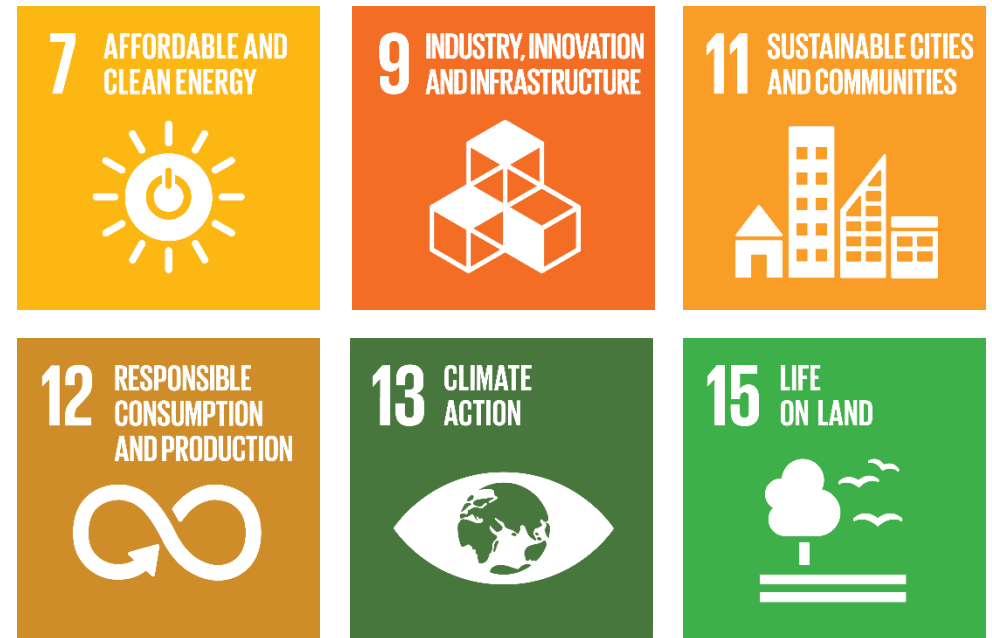 7 AFFORDABLE AND
CLEAN ENERGY
9 INDUSTRY, INNOVATION
AND INFRASTRUCTURE
11 SUSTAINABLE CITIES
AND COMMUNITIES
12 RESPONSIBLE
CONSUMPTION
AND PRODUCTION
13 CLIMATE
ACTION
15 LIFE
ON LAND